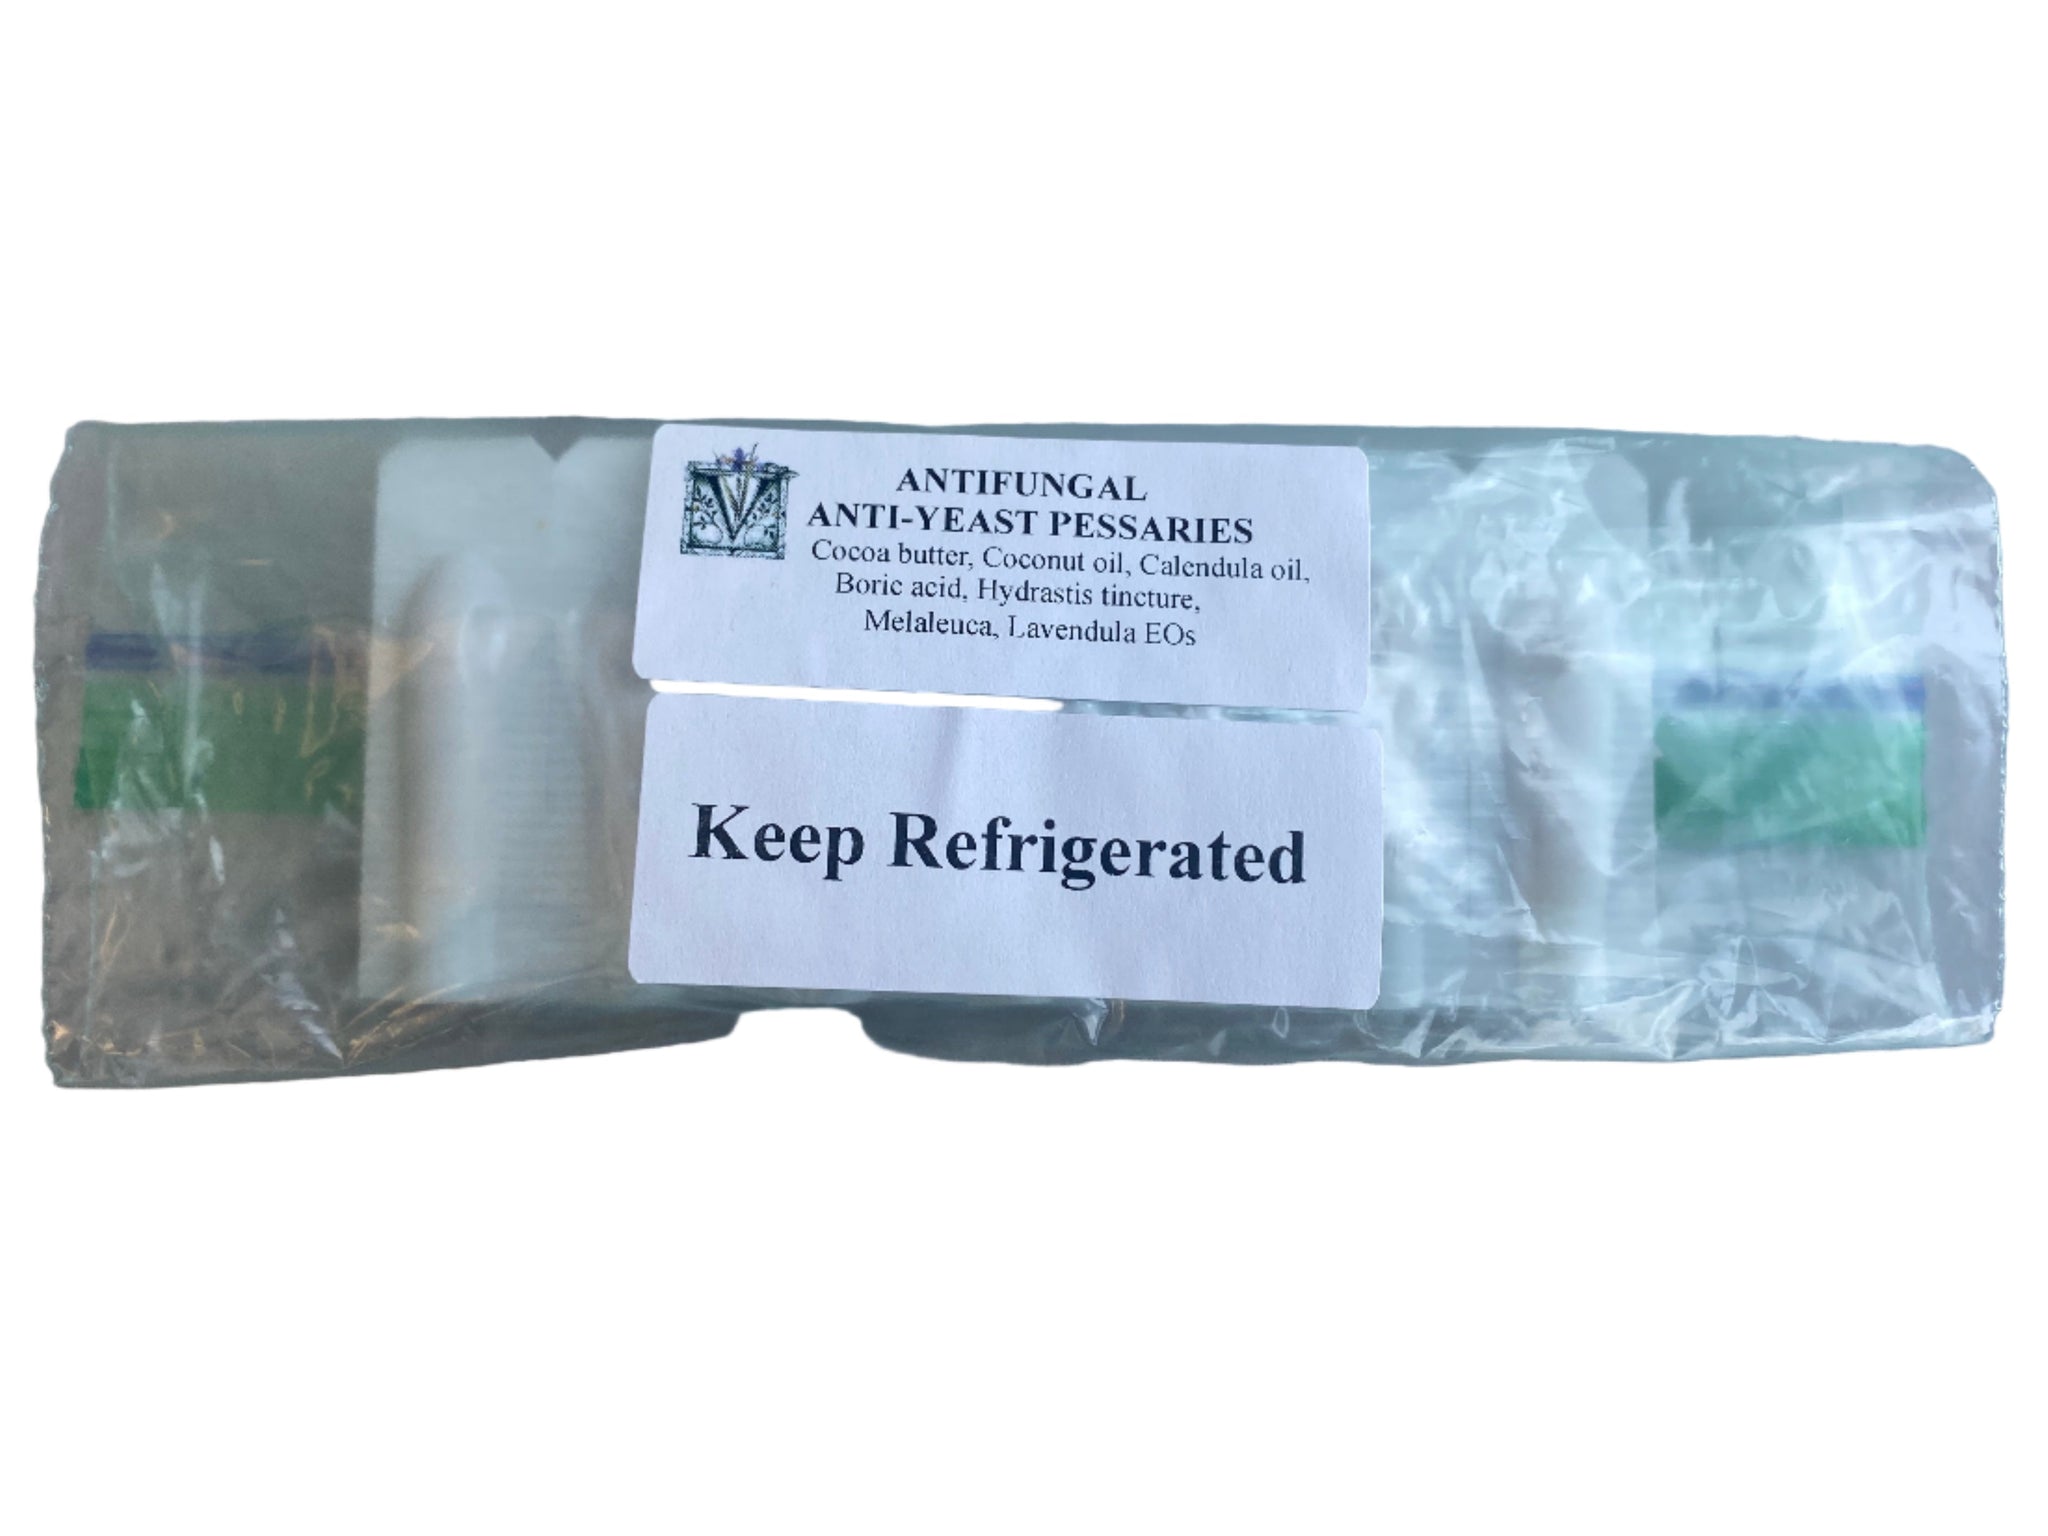 V
ANTIFUNGAL
ANTI-YEAST PESSARIES
Cocoa butter, Coconut oil, Calendula oil,
Boric acid, Hydrastis tincture,
Melaleuca, Lavendula EOs
Keep Refrigerated